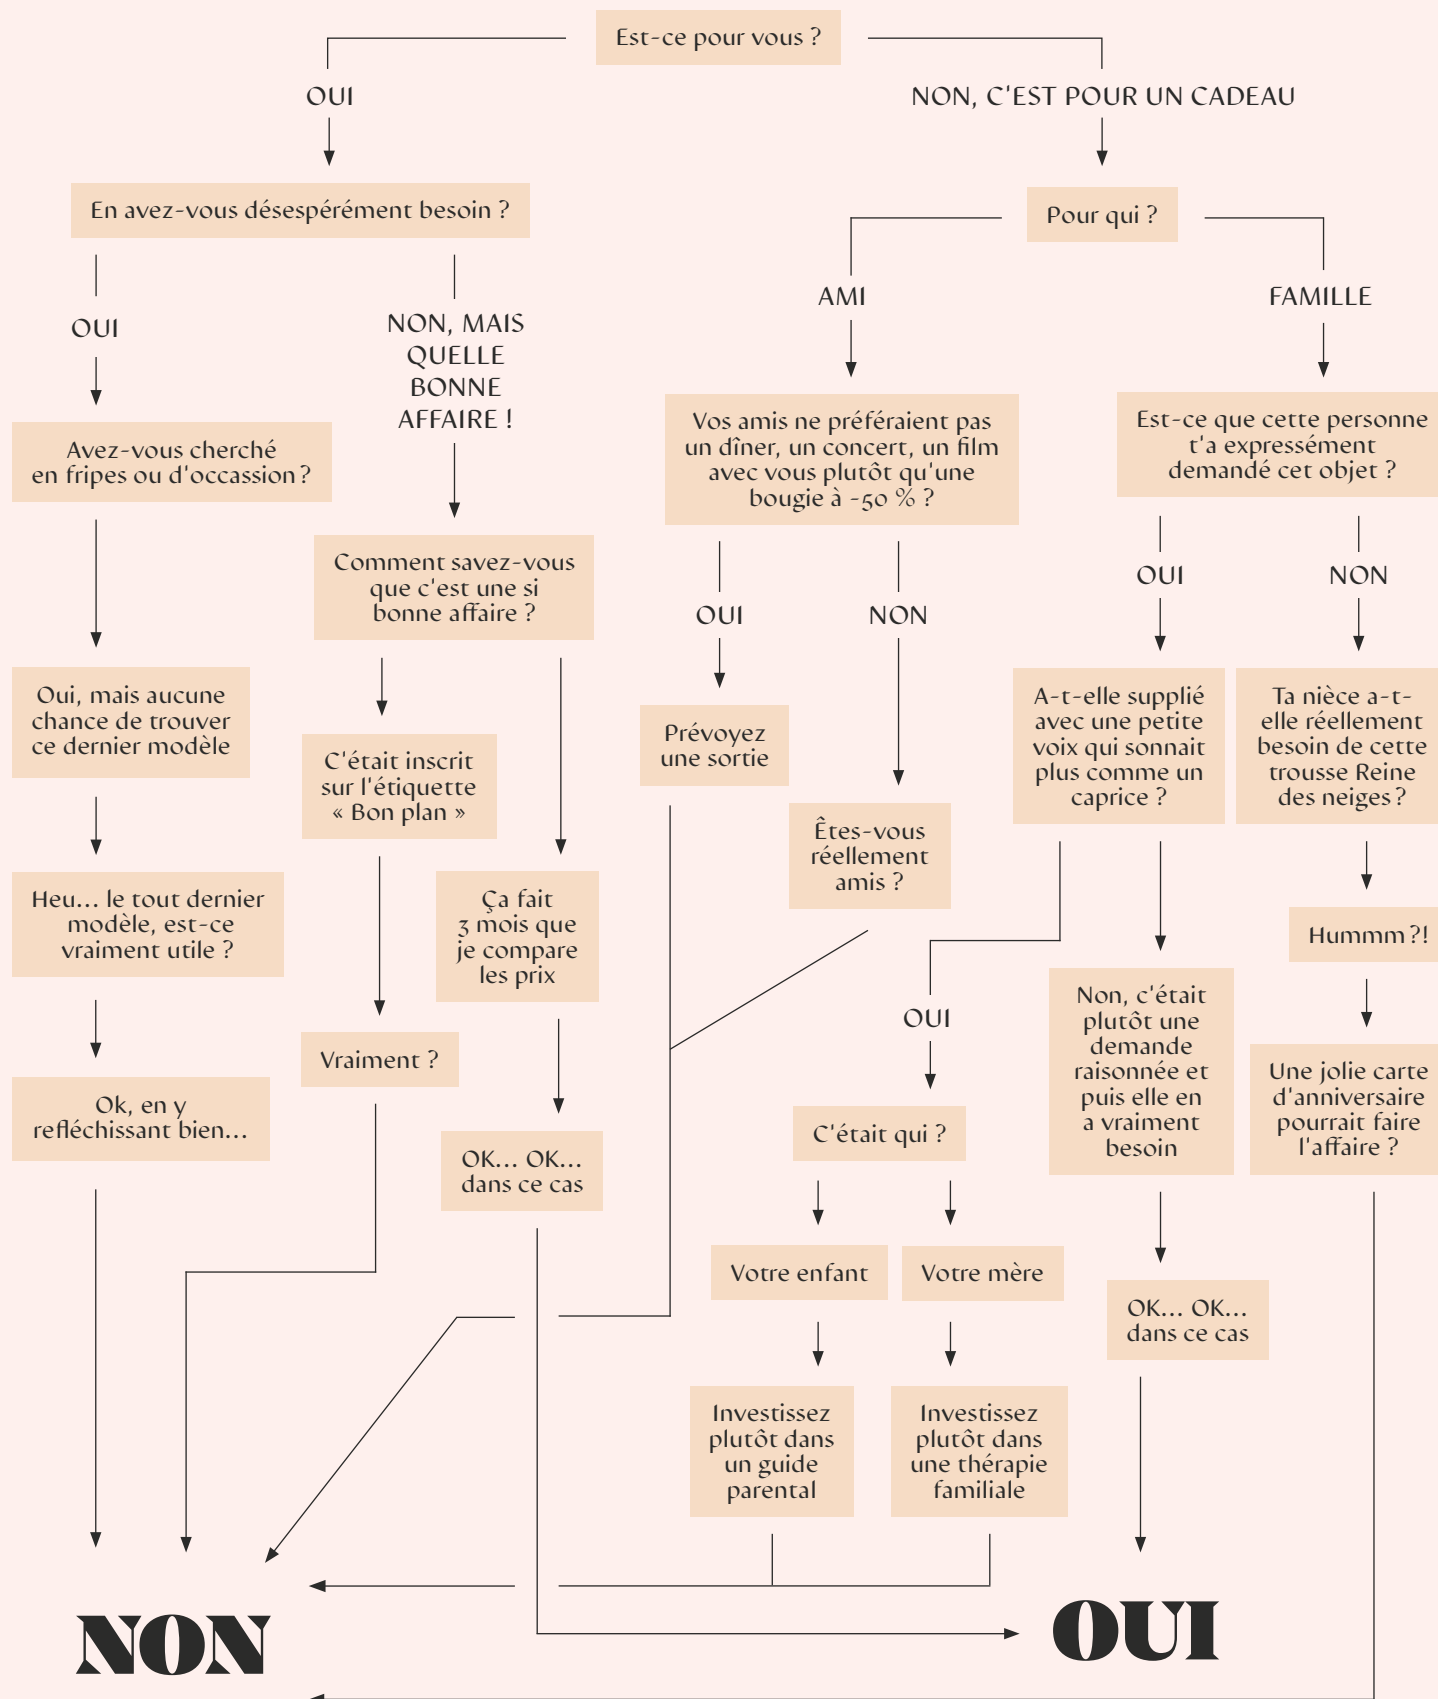 Est-ce pour vous ?
OUI
NON, C'EST POUR UN CADEAU
En avez-vous désespérément besoin ?
Pour qui ?
OUI
NON, MAIS
QUELLE
BONNE
AFFAIRE !
AMI
FAMILLE
Avez-vous cherché
en fripes ou d'occassion ?
Vos amis ne préféraient pas
un dîner, un concert, un film
avec vous plutôt qu'une
bougie à -50 % ?
Est-ce que cette personne
t'a expressément
demandé cet objet ?
Comment savez-vous
que c'est une si
bonne affaire ?
OUI
NON
OUI
NON
Oui, mais aucune
chance de trouver
ce dernier modèle
C'était inscrit
sur l'étiquette
« Bon plan »
Prévoyez
une sortie
A-t-elle supplié
avec une petite
voix qui sonnait
plus comme un
caprice ?
Ta nièce a-t-
elle réellement
besoin de cette
trousse Reine
des neiges ?
Êtes-vous
réellement
amis ?
Heu... le tout dernier
modèle, est-ce
vraiment utile ?
Ça fait
3 mois que
je compare
les prix
Hummm ?!
Non, c'était
plutôt une
demande
raisonnée et
puis elle en
a vraiment
besoin
OUI
Vraiment ?
Une jolie carte
d'anniversaire
pourrait faire
l'affaire ?
Ok, en y
refléchissant bien...
C'était qui ?
OK... OK...
dans ce cas
Votre enfant
Votre mère
OK... OK...
dans ce cas
Investissez
plutôt dans
un guide
parental
Investissez
plutôt dans
une thérapie
familiale
NON
OUI